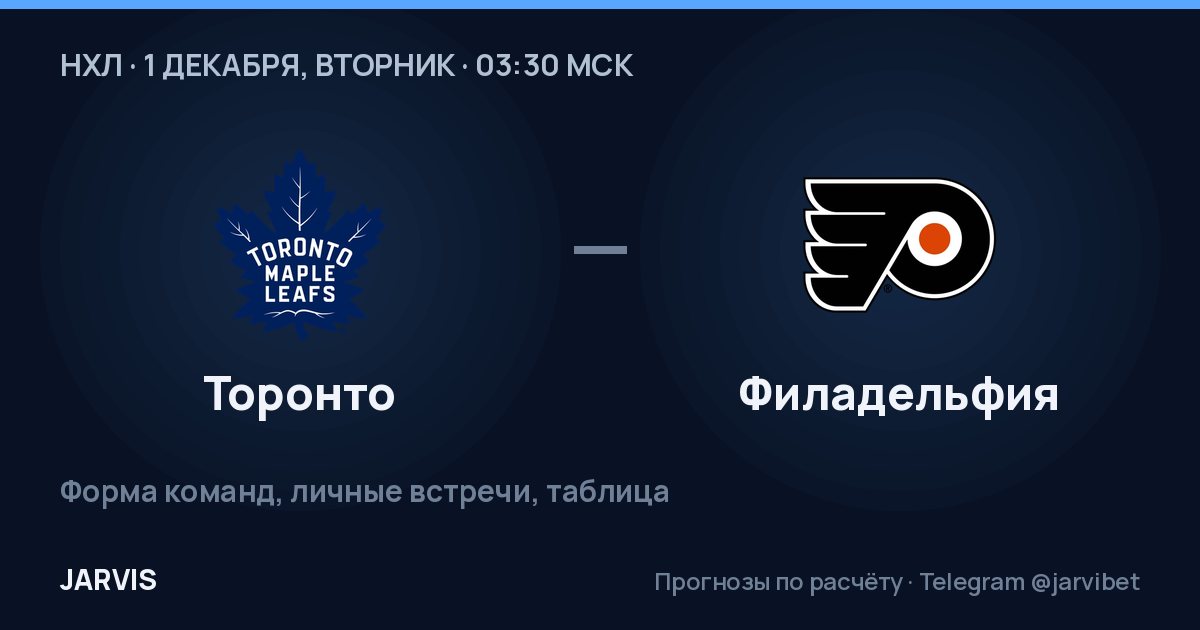 НХЛ · 1 ДЕКАБРЯ, ВТОРНИК · 03:30 МСК
TORONTO
MAPLE
LEAFS
—
®
Торонто
Филадельфия
Форма команд, личные встречи, таблица
JARVIS
Прогнозы по расчёту · Telegram @jarvibet